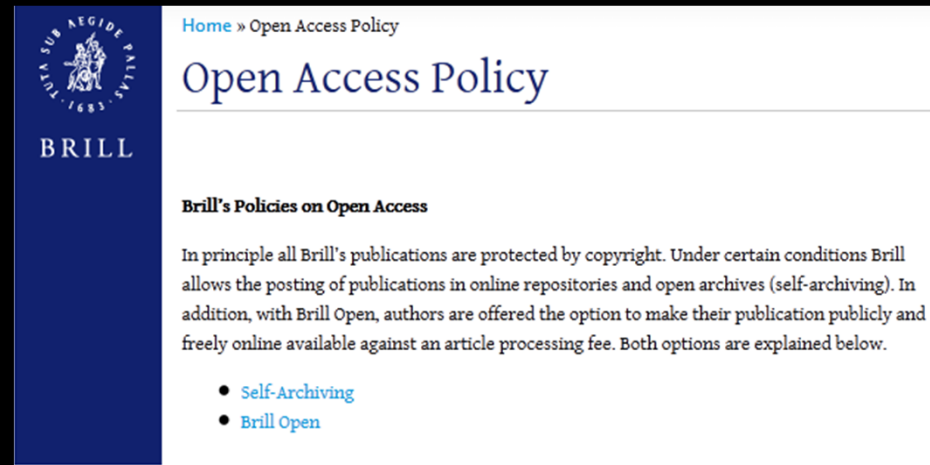 TUTA SUB AEGIDE PALLAS
· 1683 ·
BRILL
Home » Open Access Policy
Open Access Policy
Brill's Policies on Open Access
In principle all Brill's publications are protected by copyright. Under certain conditions Brill
allows the posting of publications in online repositories and open archives (self-archiving). In
addition, with Brill Open, authors are offered the option to make their publication publicly and
freely online available against an article processing fee. Both options are explained below.
• Self-Archiving
• Brill Open